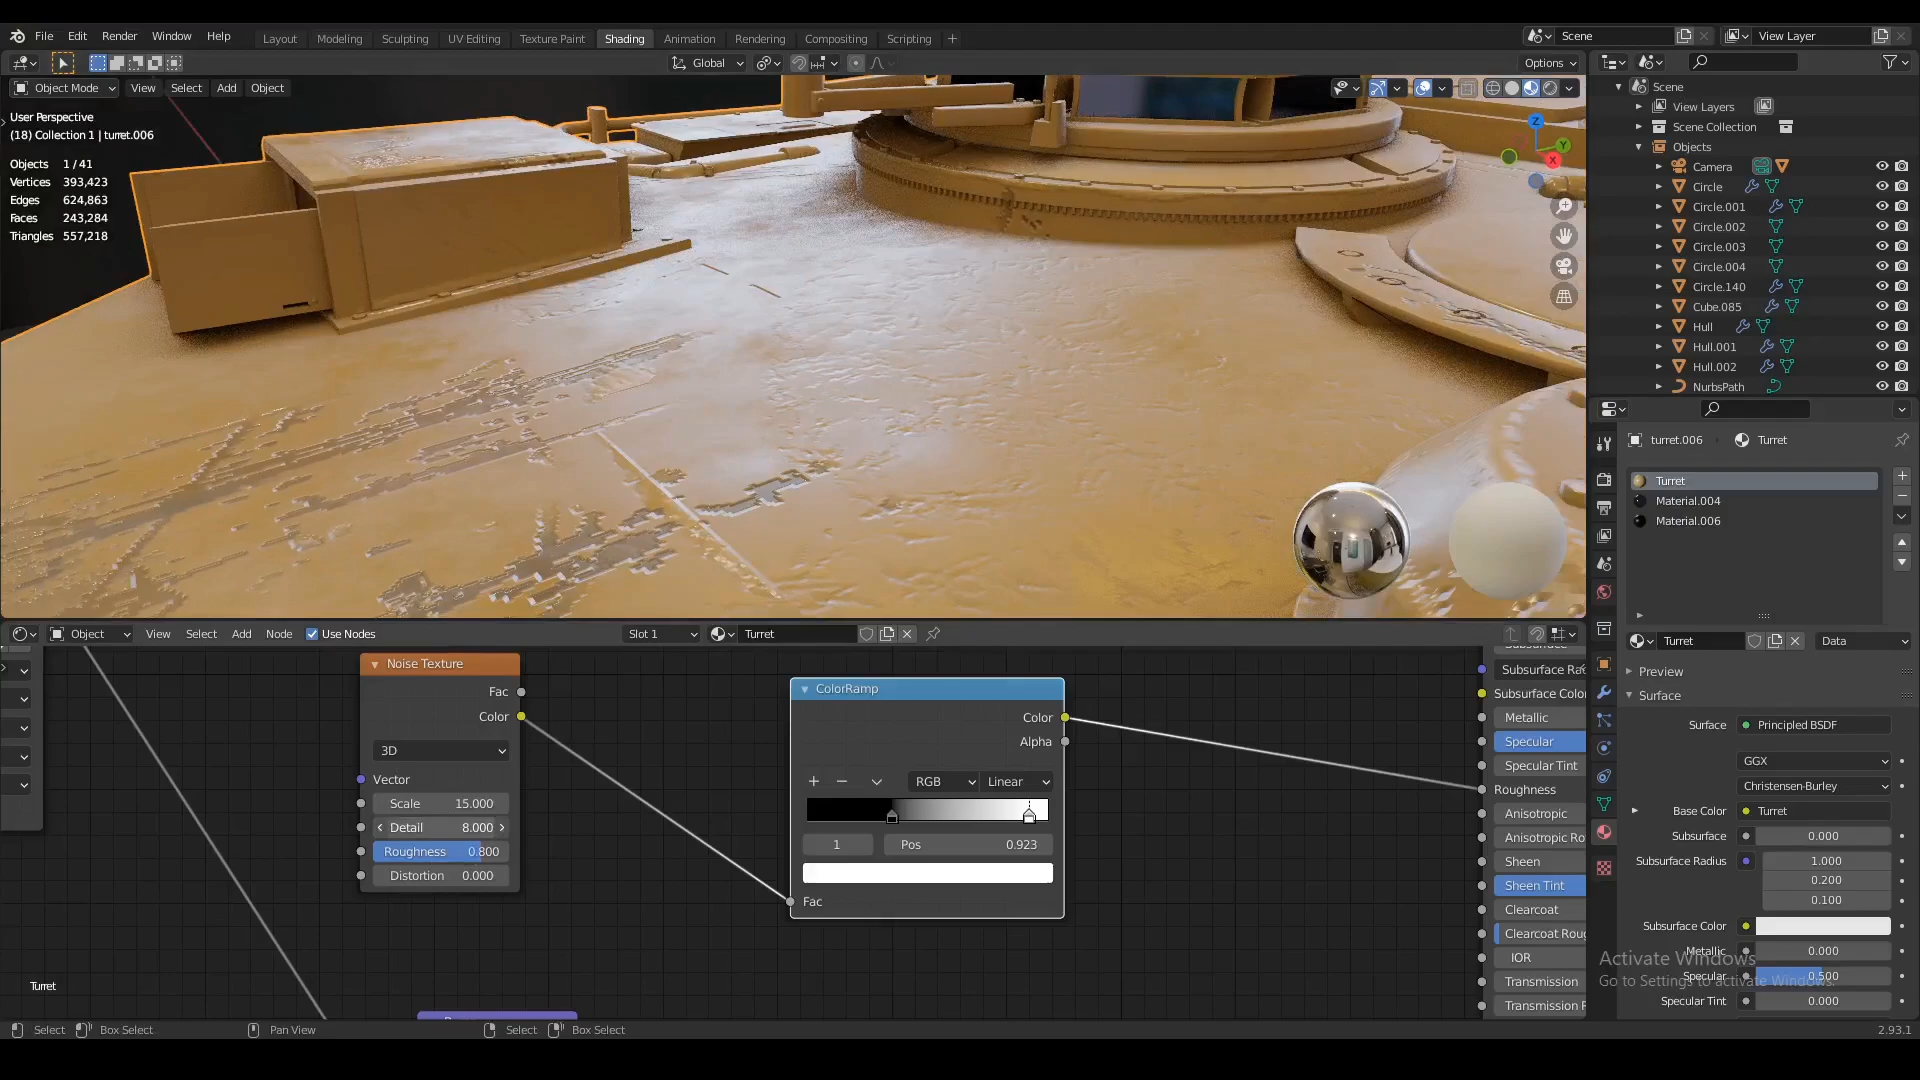 File Edit Render Window Help Layout Modeling Sculpting UV Editing Texture Paint Shading Animation Rendering Compositing Scripting + Scene View Layer
Global Options
Object Mode View Select Add Object
User Perspective
(18) Collection 1 | turret.006
Objects 1 / 41
Vertices 393,423
Edges 624,863
Faces 243,284
Triangles 557,218
Z
Y
X
Scene
View Layers
Scene Collection
Objects
Camera
Circle
Circle.001
Circle.002
Circle.003
Circle.004
Circle.140
Cube.085
Hull
Hull.001
Hull.002
NurbsPath
turret.006 Turret
Turret
Material.004
Material.006
Turret Data
Preview
Surface
Surface Principled BSDF
GGX
Christensen-Burley
Base Color Turret
Subsurface 0.000
Subsurface Radius 1.000
0.200
0.100
Subsurface Color
Metallic 0.000
Specular 0.500
Specular Tint 0.000
Activate Windows
Go to Settings to activate Windows.
Object View Select Add Node Use Nodes Slot 1 Turret
Noise Texture
Fac
Color
3D
Vector
Scale 15.000
Detail 8.000
Roughness 0.800
Distortion 0.000
ColorRamp
Color
Alpha
+ − RGB Linear
1 Pos 0.923
Fac
Subsurface Ra
Subsurface Color
Metallic
Specular
Specular Tint
Roughness
Anisotropic
Anisotropic Ro
Sheen
Sheen Tint
Clearcoat
Clearcoat Roug
IOR
Transmission
Transmission R
Turret
Select Box Select Pan View Select Box Select 2.93.1